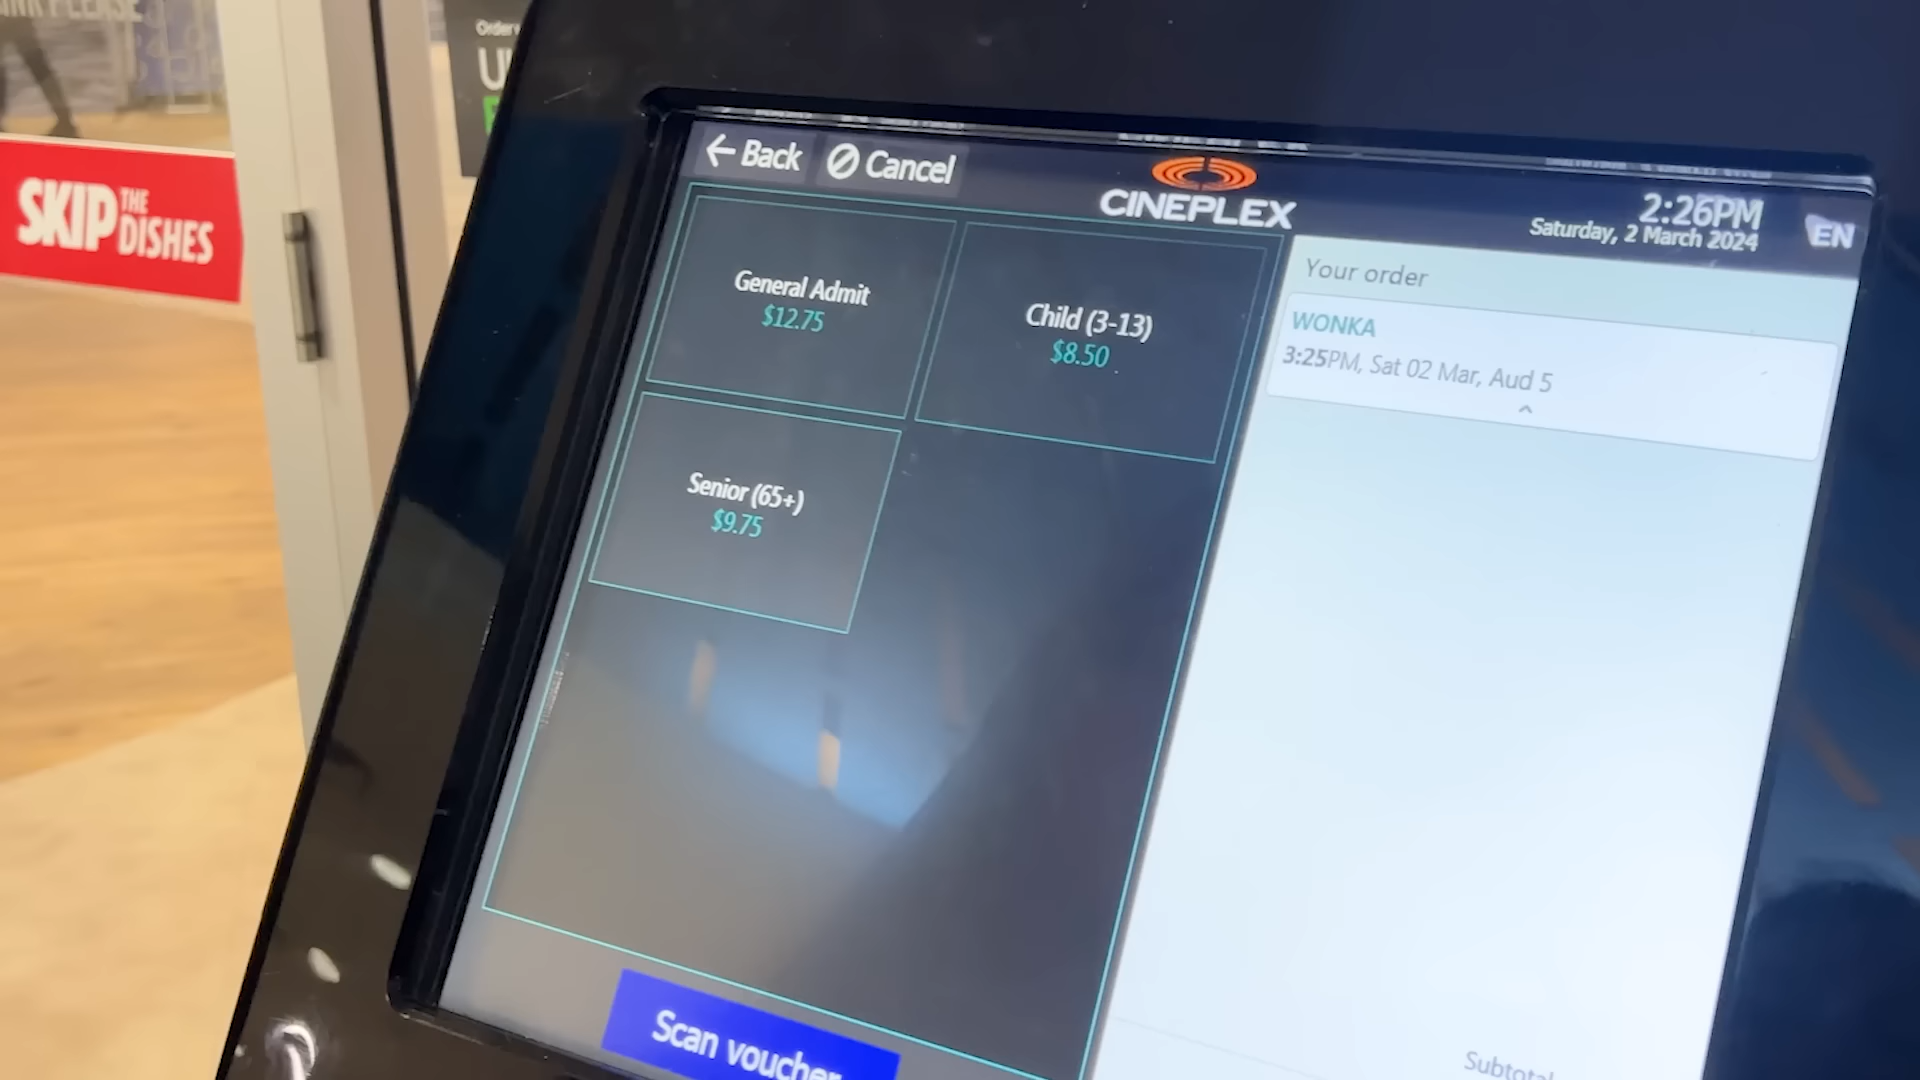 PLEASE
SKIP THE DISHES
← Back
Cancel
CINEPLEX
2:26PM
Saturday, 2 March 2024
EN
General Admit
$12.75
Child (3-13)
$8.50
Senior (65+)
$9.75
Your order
WONKA
3:25PM, Sat 02 Mar, Aud 5
Scan voucher
Subtotal